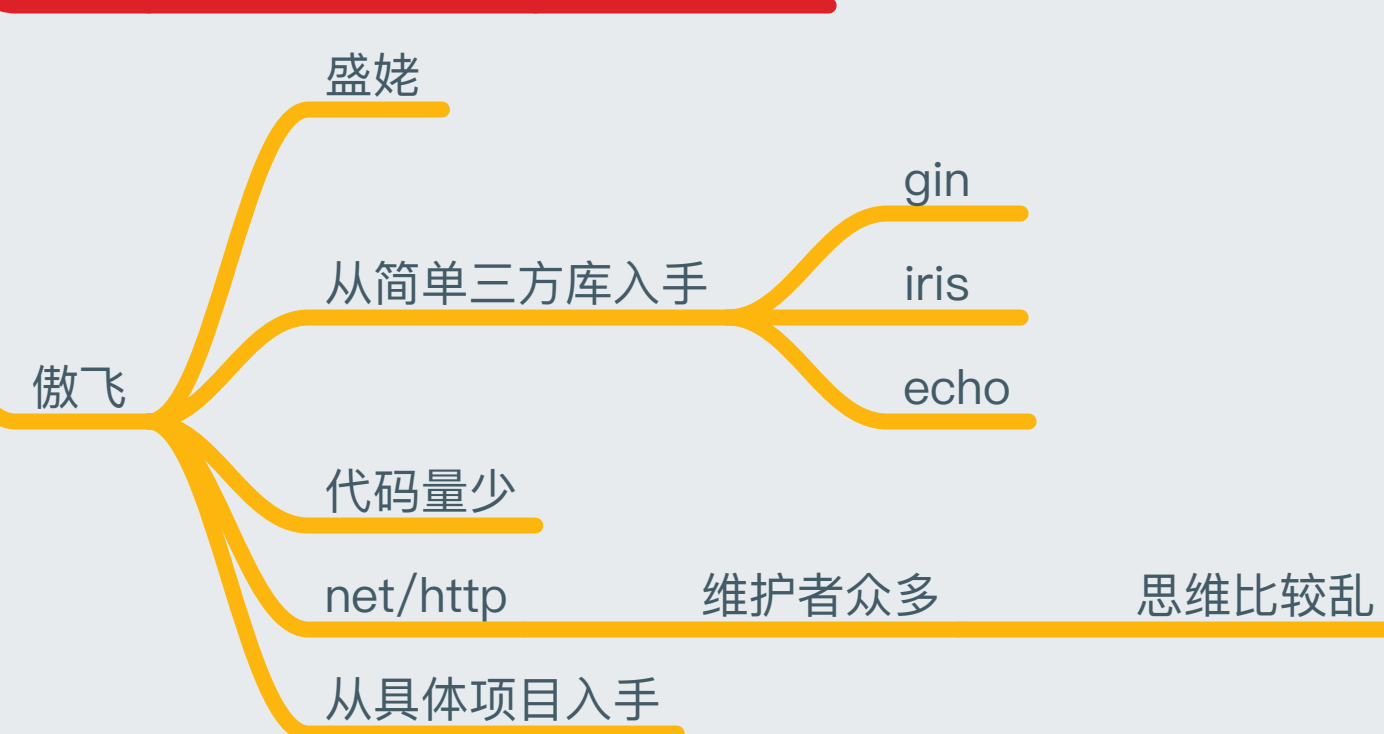 盛姥
gin
从简单三方库入手
iris
傲飞
echo
代码量少
net/http 维护者众多 思维比较乱
从具体项目入手